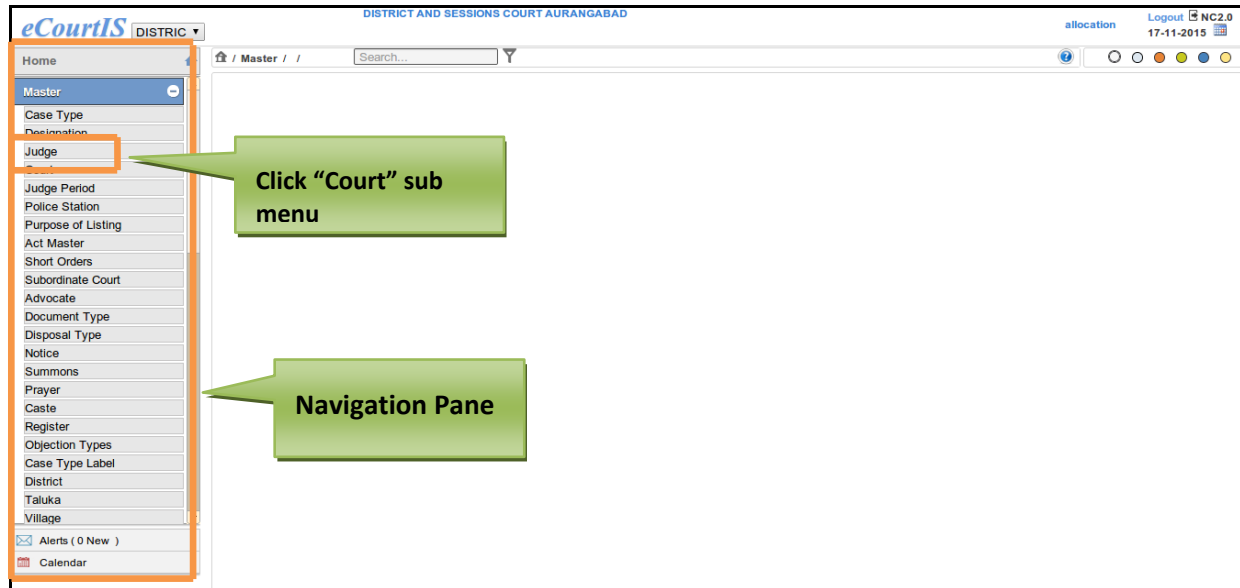 DISTRICT AND SESSIONS COURT AURANGABAD
eCourtIS DISTRIC
allocation
Logout NC2.0
17-11-2015
Home
/ Master / / Search...
Master
Case Type
Designation
Judge
Court
Judge Period
Police Station
Purpose of Listing
Act Master
Short Orders
Subordinate Court
Advocate
Document Type
Disposal Type
Notice
Summons
Prayer
Caste
Register
Objection Types
Case Type Label
District
Taluka
Village
Alerts ( 0 New )
Calendar
Click “Court” sub
menu
Navigation Pane